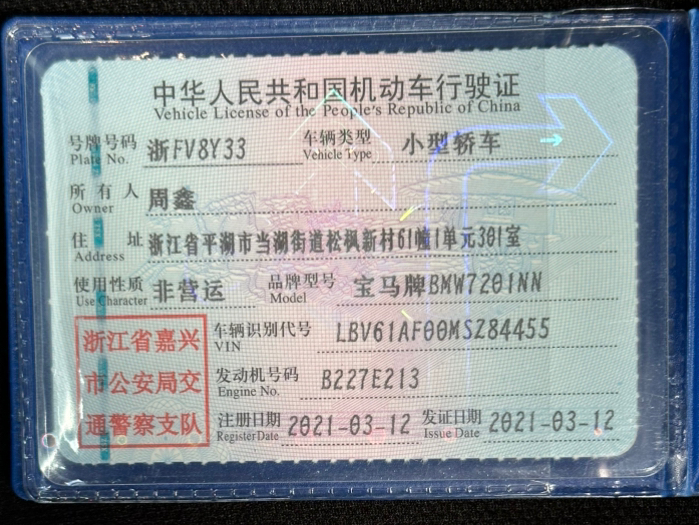 中华人民共和国机动车行驶证
Vehicle License of the People's Republic of China
号牌号码 浙FV8Y33 车辆类型 小型轿车
Plate No. Vehicle Type
所有人 周鑫
Owner
住址 浙江省平湖市当湖街道松枫新村61幢1单元301室
Address
使用性质 非营运 品牌型号 宝马牌BMW7201NN
Use Character Model
浙江省嘉兴
市公安局交
通警察支队
车辆识别代号 LBV61AF00MSZ84455
VIN
发动机号码 B227E213
Engine No.
注册日期 2021-03-12 发证日期 2021-03-12
Register Date Issue Date